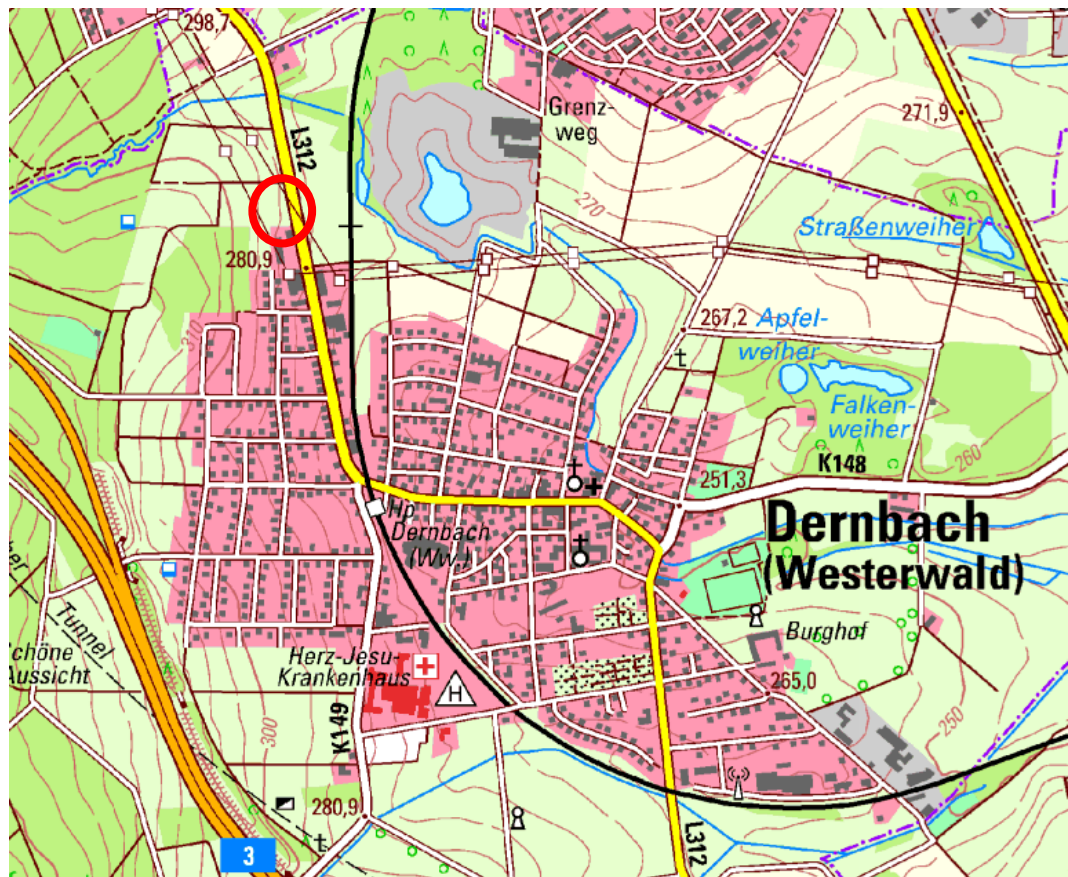 298,7
L312
Grenz-
weg
271,9
270
Straßenweiher
280,9
310
267,2
Apfel-
weiher
Falken-
weiher
260
K148
251,3
Hp
Dernbach
(Ww.)
Dernbach
(Westerwald)
Tunnel
Burghof
chöne
Aussicht
Herz-Jesu-
Krankenhaus
H
265,0
250
300
K149
280,9
L312
3